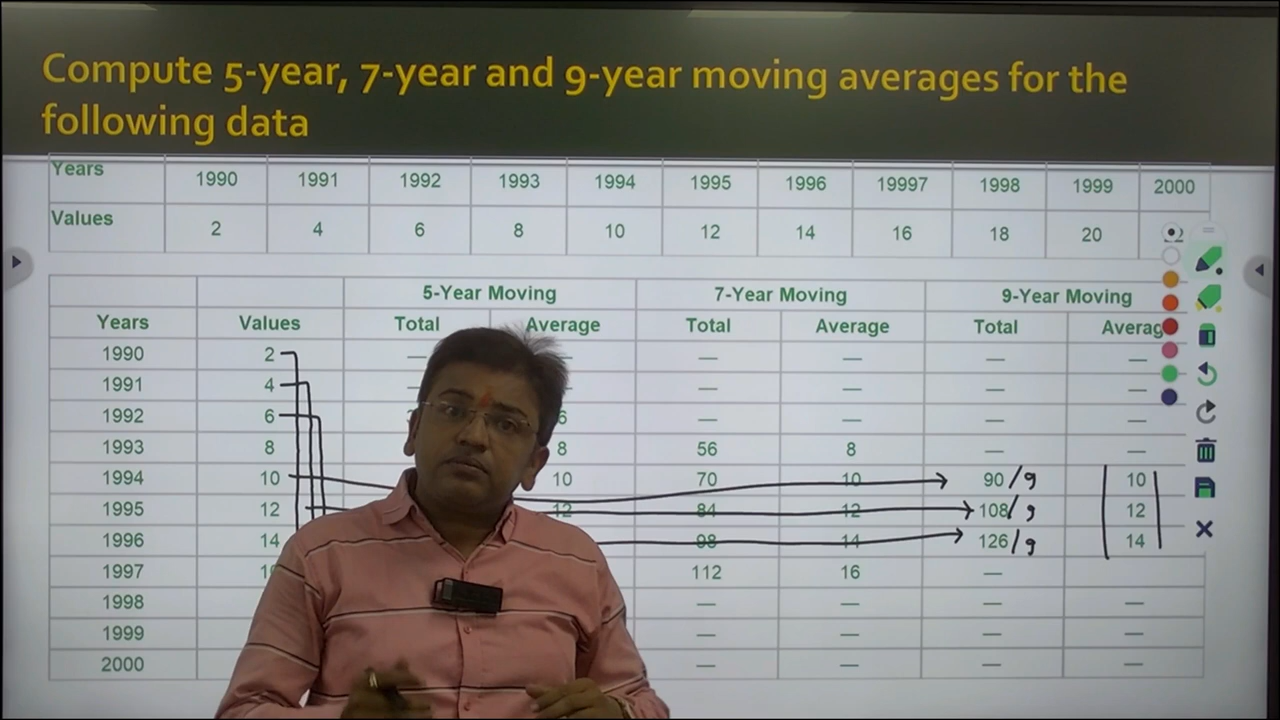 Compute 5-year, 7-year and 9-year moving averages for the
following data
Years 1990 1991 1992 1993 1994 1995 1996 19997 1998 1999 2000
Values 2 4 6 8 10 12 14 16 18 20
5-Year Moving 7-Year Moving 9-Year Moving
Years Values Total Average Total Average Total Averag
1990 2 — — — — —
1991 4 — — — — —
1992 6 6 — — — —
1993 8 8 56 8 — —
1994 10 10 70 10 90/9 10
1995 12 12 84 12 108/9 12
1996 14 98 14 126/9 14
1997 112 16 —
1998 — — — —
1999 — — — —
2000 — — — —